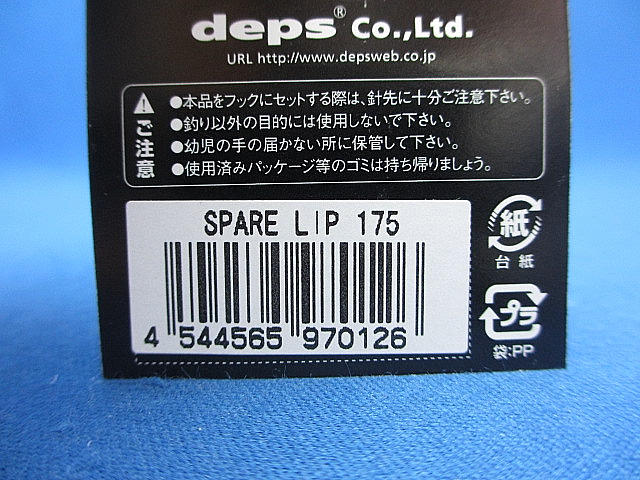 deps® Co.,Ltd.
URL http://www.depsweb.co.jp
ご注意
●本品をフックにセットする際は、針先に十分ご注意下さい。
●釣り以外の目的には使用しないで下さい。
●幼児の手の届かない所に保管して下さい。
●使用済みパッケージ等のゴミは持ち帰りましょう。
SPARE LIP 175
4 544565 970126
紙
台紙
プラ
袋:PP